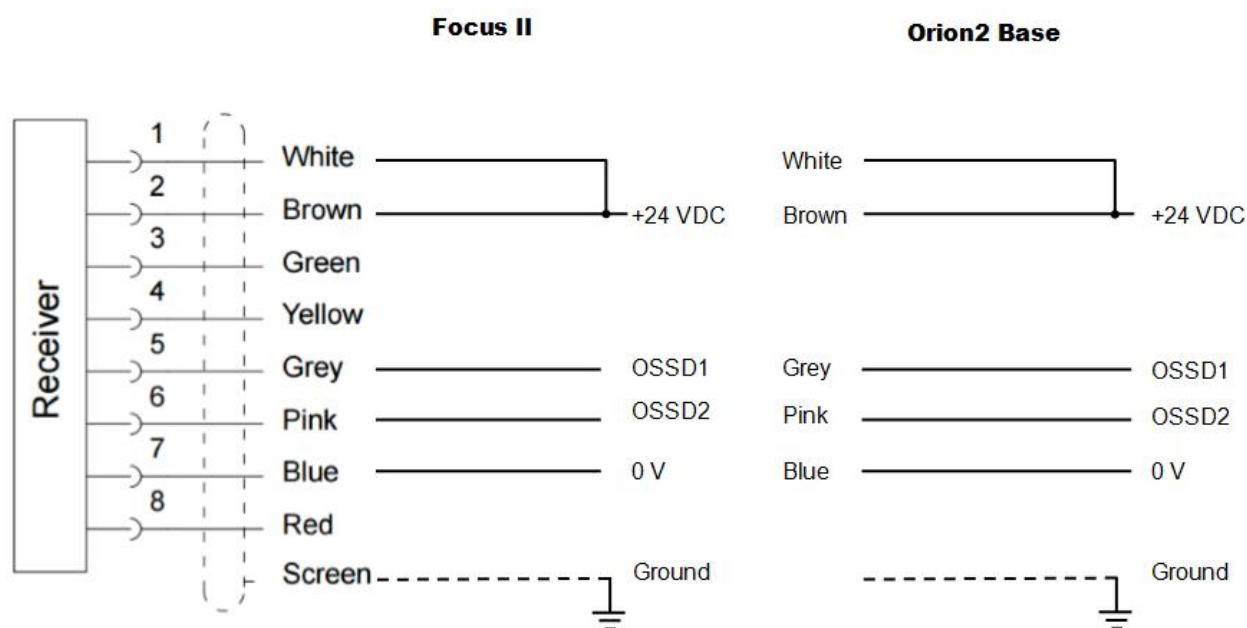 Focus II Orion2 Base
Receiver
1 White White
2 Brown +24 VDC Brown +24 VDC
3 Green
4 Yellow
5 Grey OSSD1 Grey OSSD1
6 Pink OSSD2 Pink OSSD2
7 Blue 0 V Blue 0 V
8 Red
Screen Ground Ground